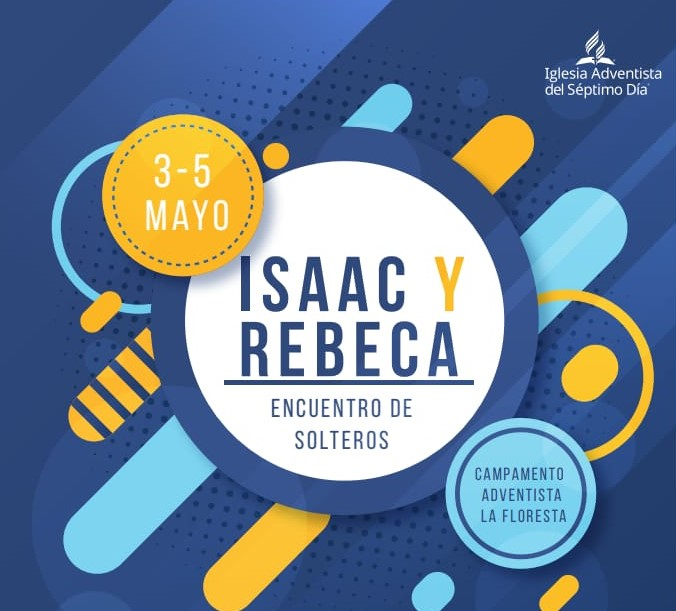 Iglesia Adventista
del Séptimo Día
3-5
MAYO
ISAAC Y
REBECA
ENCUENTRO DE
SOLTEROS
CAMPAMENTO
ADVENTISTA
LA FLORESTA